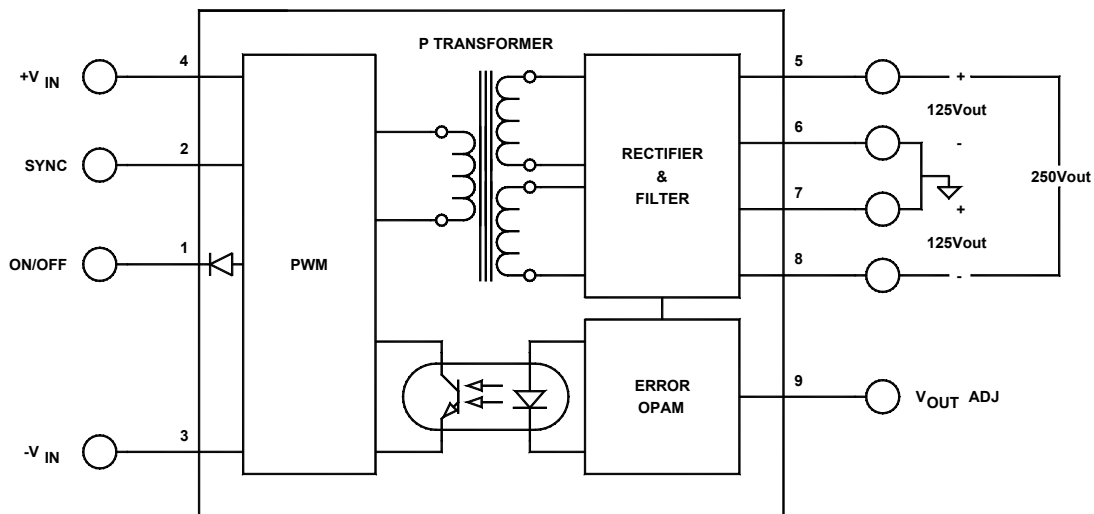 P TRANSFORMER
4
+V IN
2
SYNC
1
ON/OFF
PWM
3
-V IN
RECTIFIER
&
FILTER
ERROR
OPAM
5
+
125Vout
6
-
250Vout
7
+
125Vout
8
-
9
VOUT ADJ